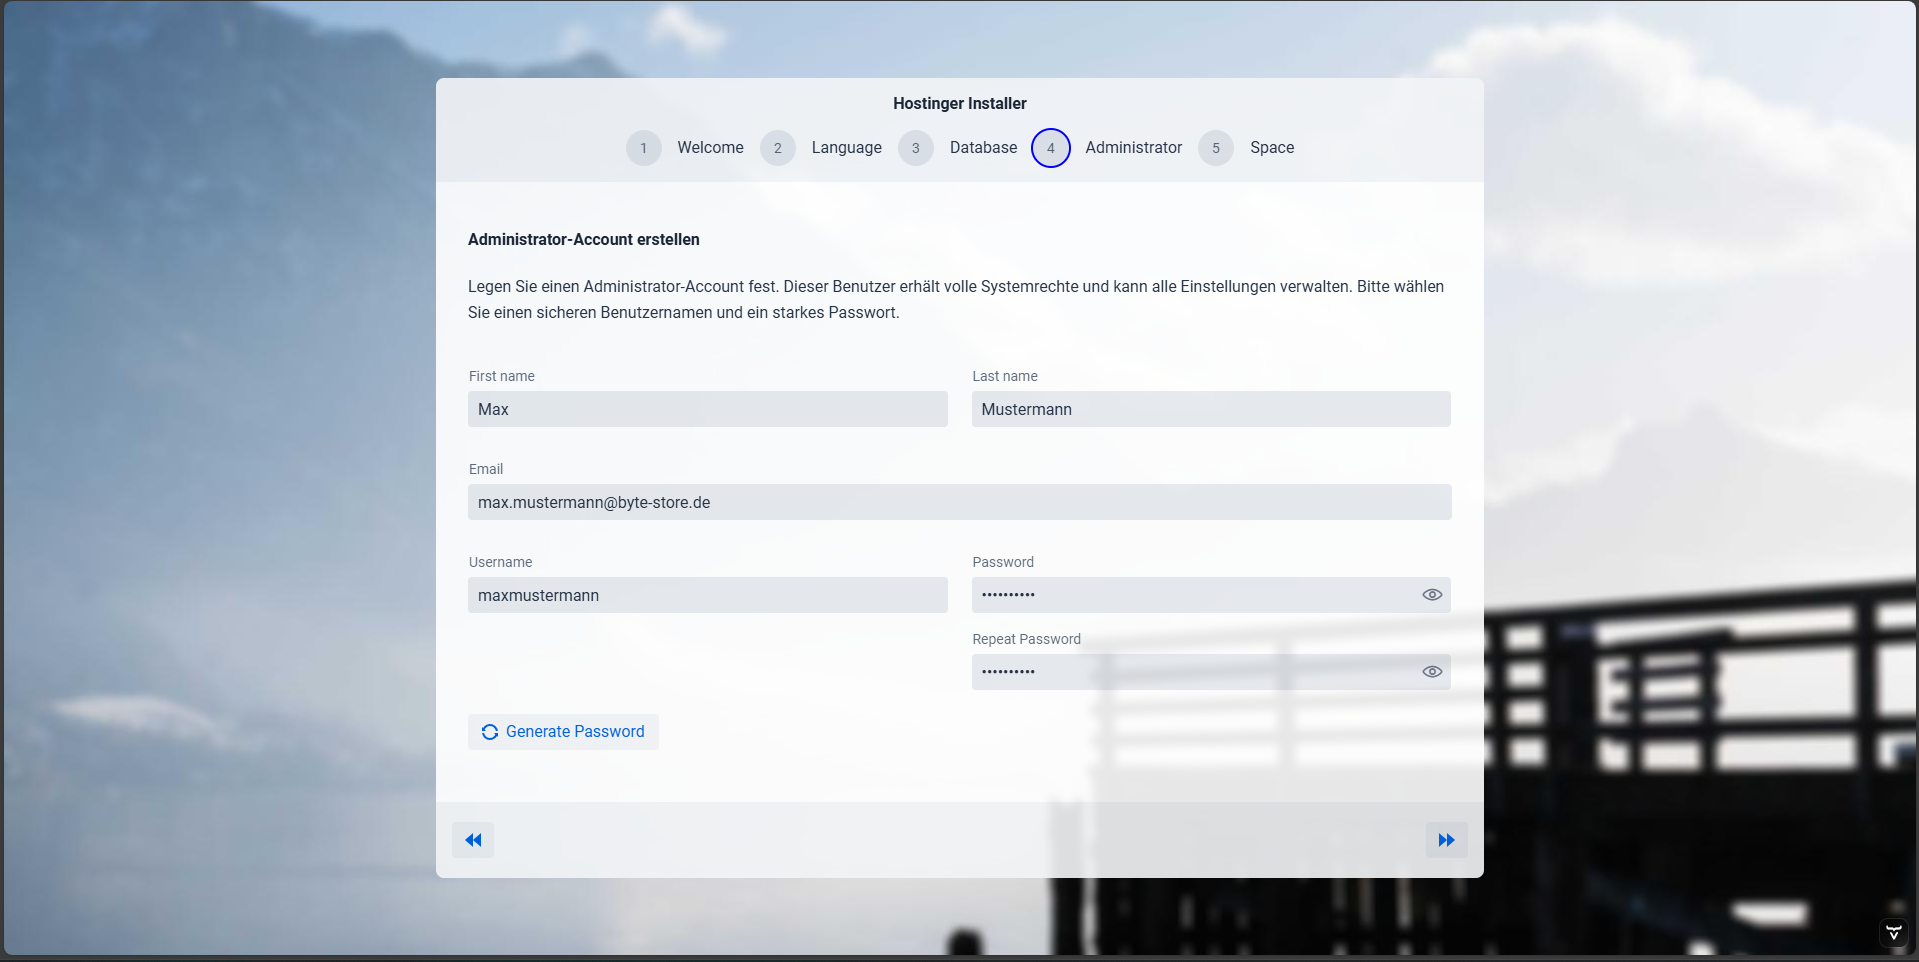 Hostinger Installer
1 Welcome 2 Language 3 Database 4 Administrator 5 Space
Administrator-Account erstellen
Legen Sie einen Administrator-Account fest. Dieser Benutzer erhält volle Systemrechte und kann alle Einstellungen verwalten. Bitte wählen
Sie einen sicheren Benutzernamen und ein starkes Passwort.
First name
Max
Last name
Mustermann
Email
max.mustermann@byte-store.de
Username
maxmustermann
Password
••••••••••
Repeat Password
••••••••••
Generate Password